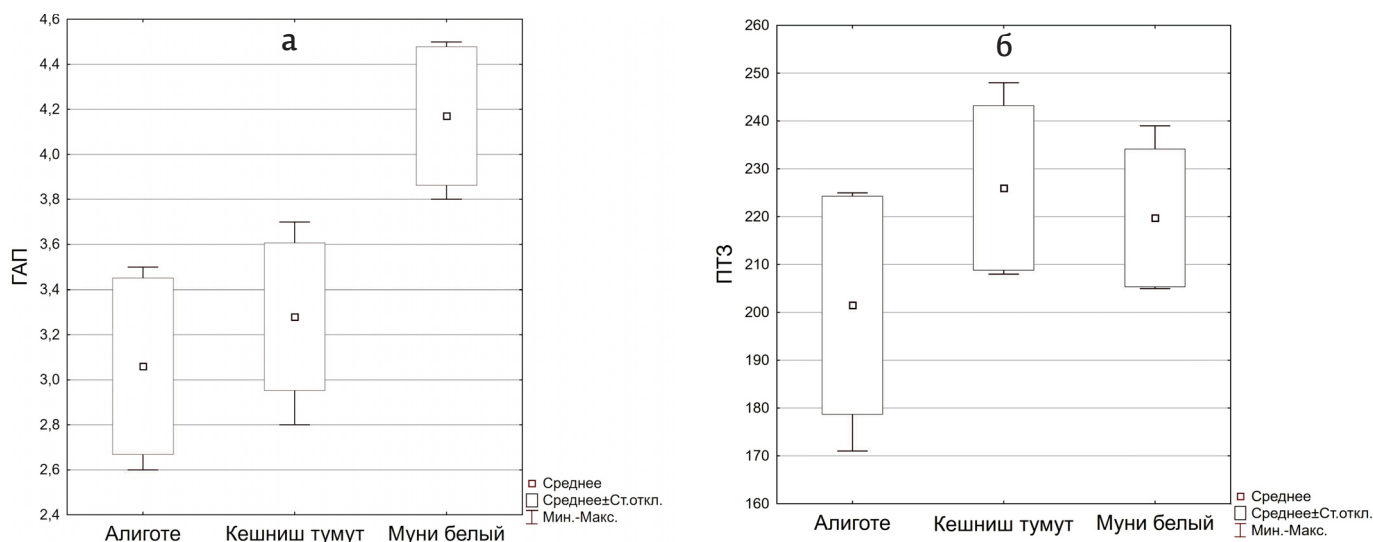 а
4,6
4,4
4,2
4,0
3,8
3,6
3,4
3,2
3,0
2,8
2,6
2,4
ГАП
Алиготе Кешниш тумут Муни белый
Среднее
Среднее±Ст.откл.
Мин.-Макс.
б
260
250
240
230
220
210
200
190
180
170
160
ПТЗ
Алиготе Кешниш тумут Муни белый
Среднее
Среднее±Ст.откл.
Мин.-Макс.